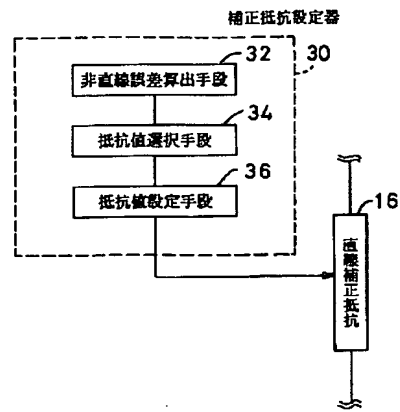 補正抵抗設定器
30
32
非直線誤差算出手段
34
抵抗値選択手段
36
抵抗値設定手段
16
直線補正抵抗